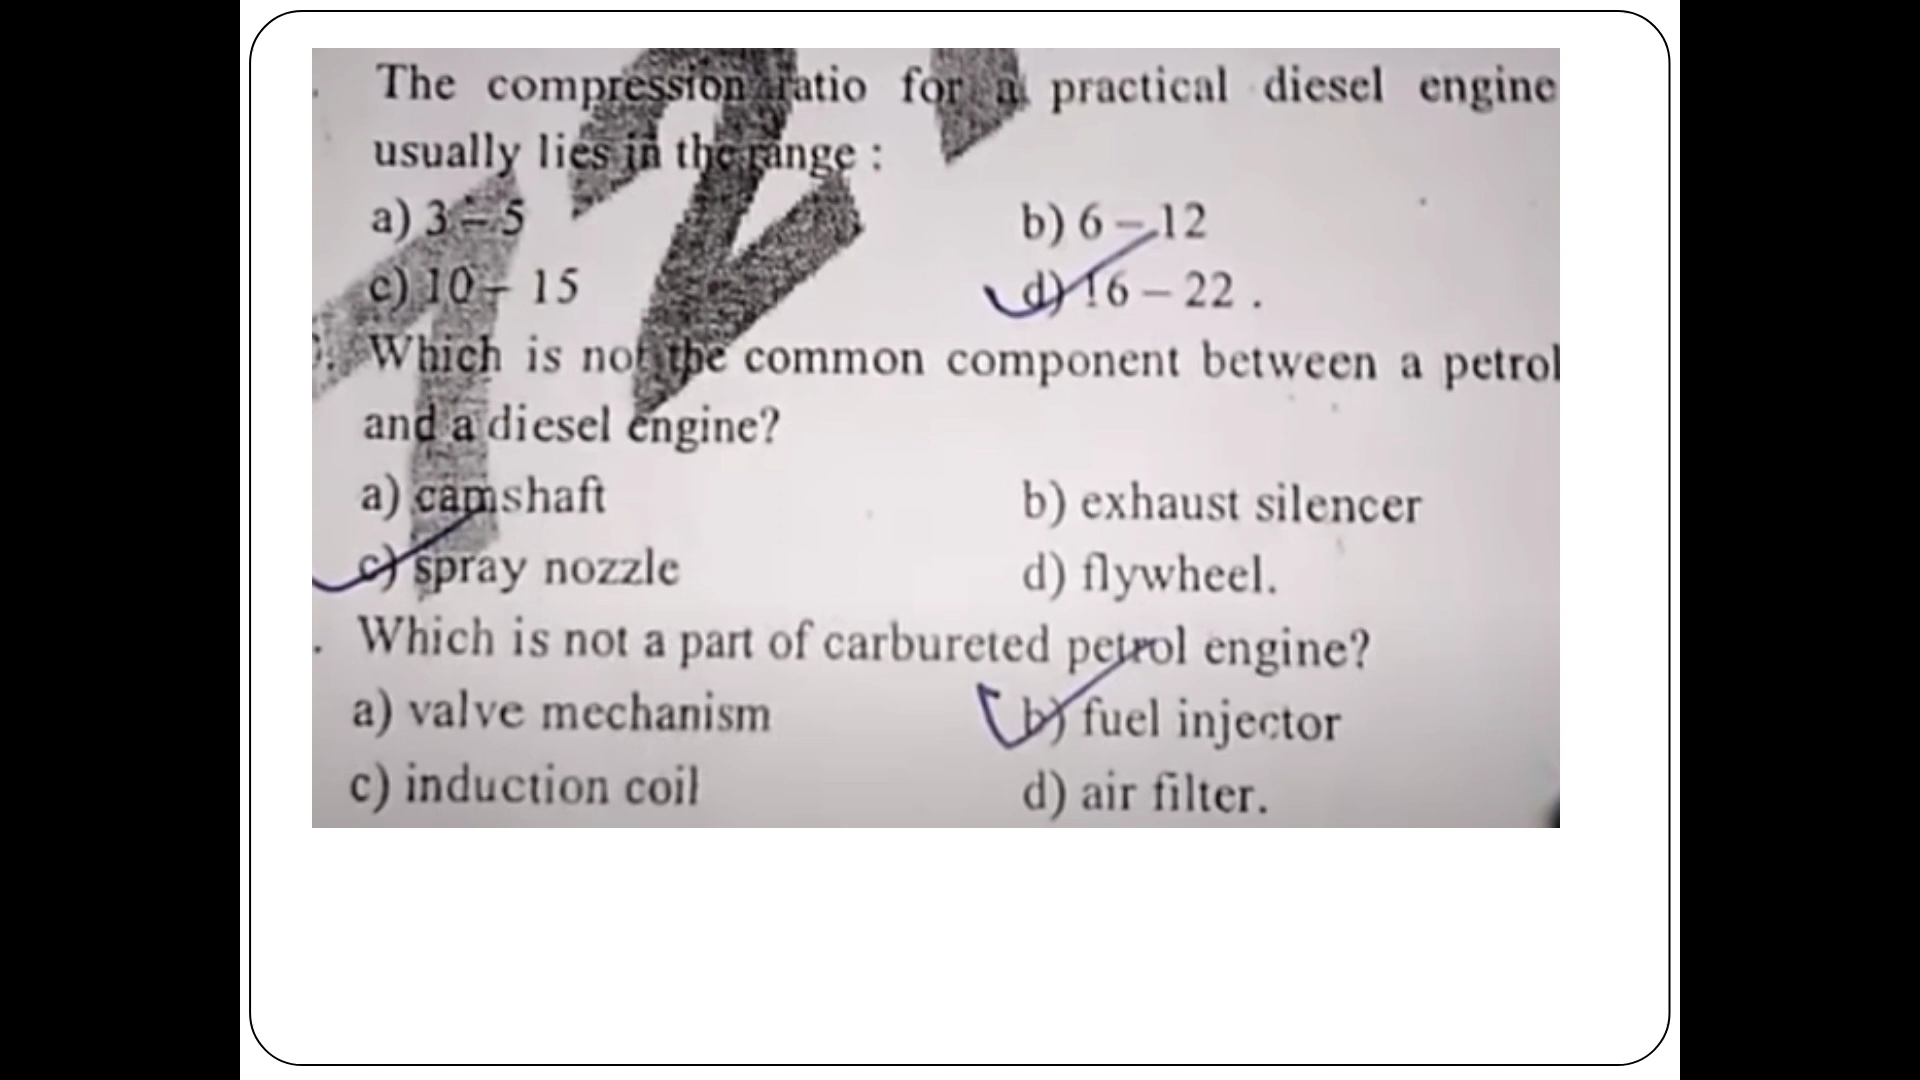 The compression ratio for a practical diesel engine
usually lies in the range :
a) 3 – 5 b) 6 – 12
c) 10 – 15 d) 16 – 22 .
Which is not the common component between a petrol
and a diesel engine?
a) camshaft b) exhaust silencer
c) spray nozzle d) flywheel.
. Which is not a part of carbureted petrol engine?
a) valve mechanism b) fuel injector
c) induction coil d) air filter.